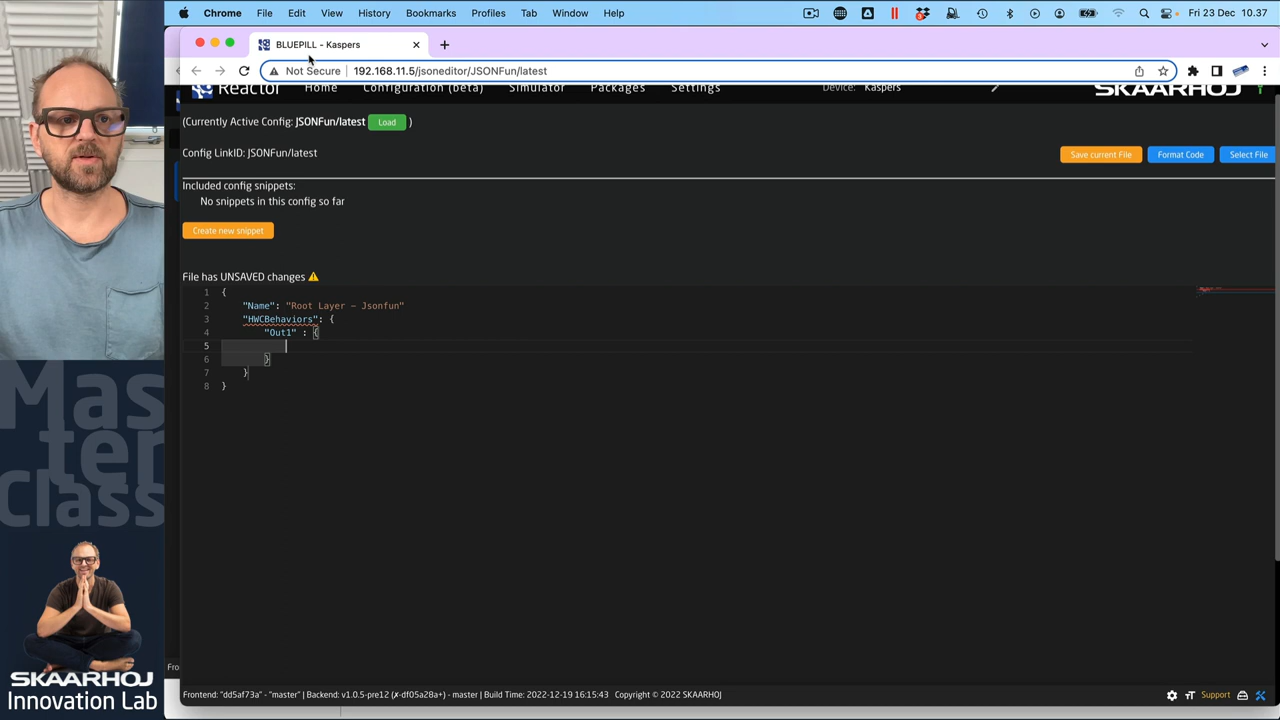 Chrome File Edit View History Bookmarks Profiles Tab Window Help Fri 23 Dec 10.37
BLUEPILL - Kaspers
Not Secure 192.168.11.5/jsoneditor/JSONFun/latest
Reactor Home Configuration (beta) Simulator Packages Settings Device: Kaspers SKAARHOJ
(Currently Active Config: JSONFun/latest Load )
Config LinkID: JSONFun/latest
Save current File Format Code Select File
Included config snippets:
No snippets in this config so far
Create new snippet
File has UNSAVED changes
1 {
2 "Name": "Root Layer - Jsonfun"
3 "HWCBehaviors": {
4 "Out1" : {
5
6 }
7 }
8 }
Mas
ter
Class
SKAARHOJ
Innovation Lab
Fro
Frontend: "dd5af73a" - "master" | Backend: v1.0.5-pre12 (✗-df05a28a+) - master | Build Time: 2022-12-19 16:15:43 Copyright © 2022 SKAARHOJ
Support